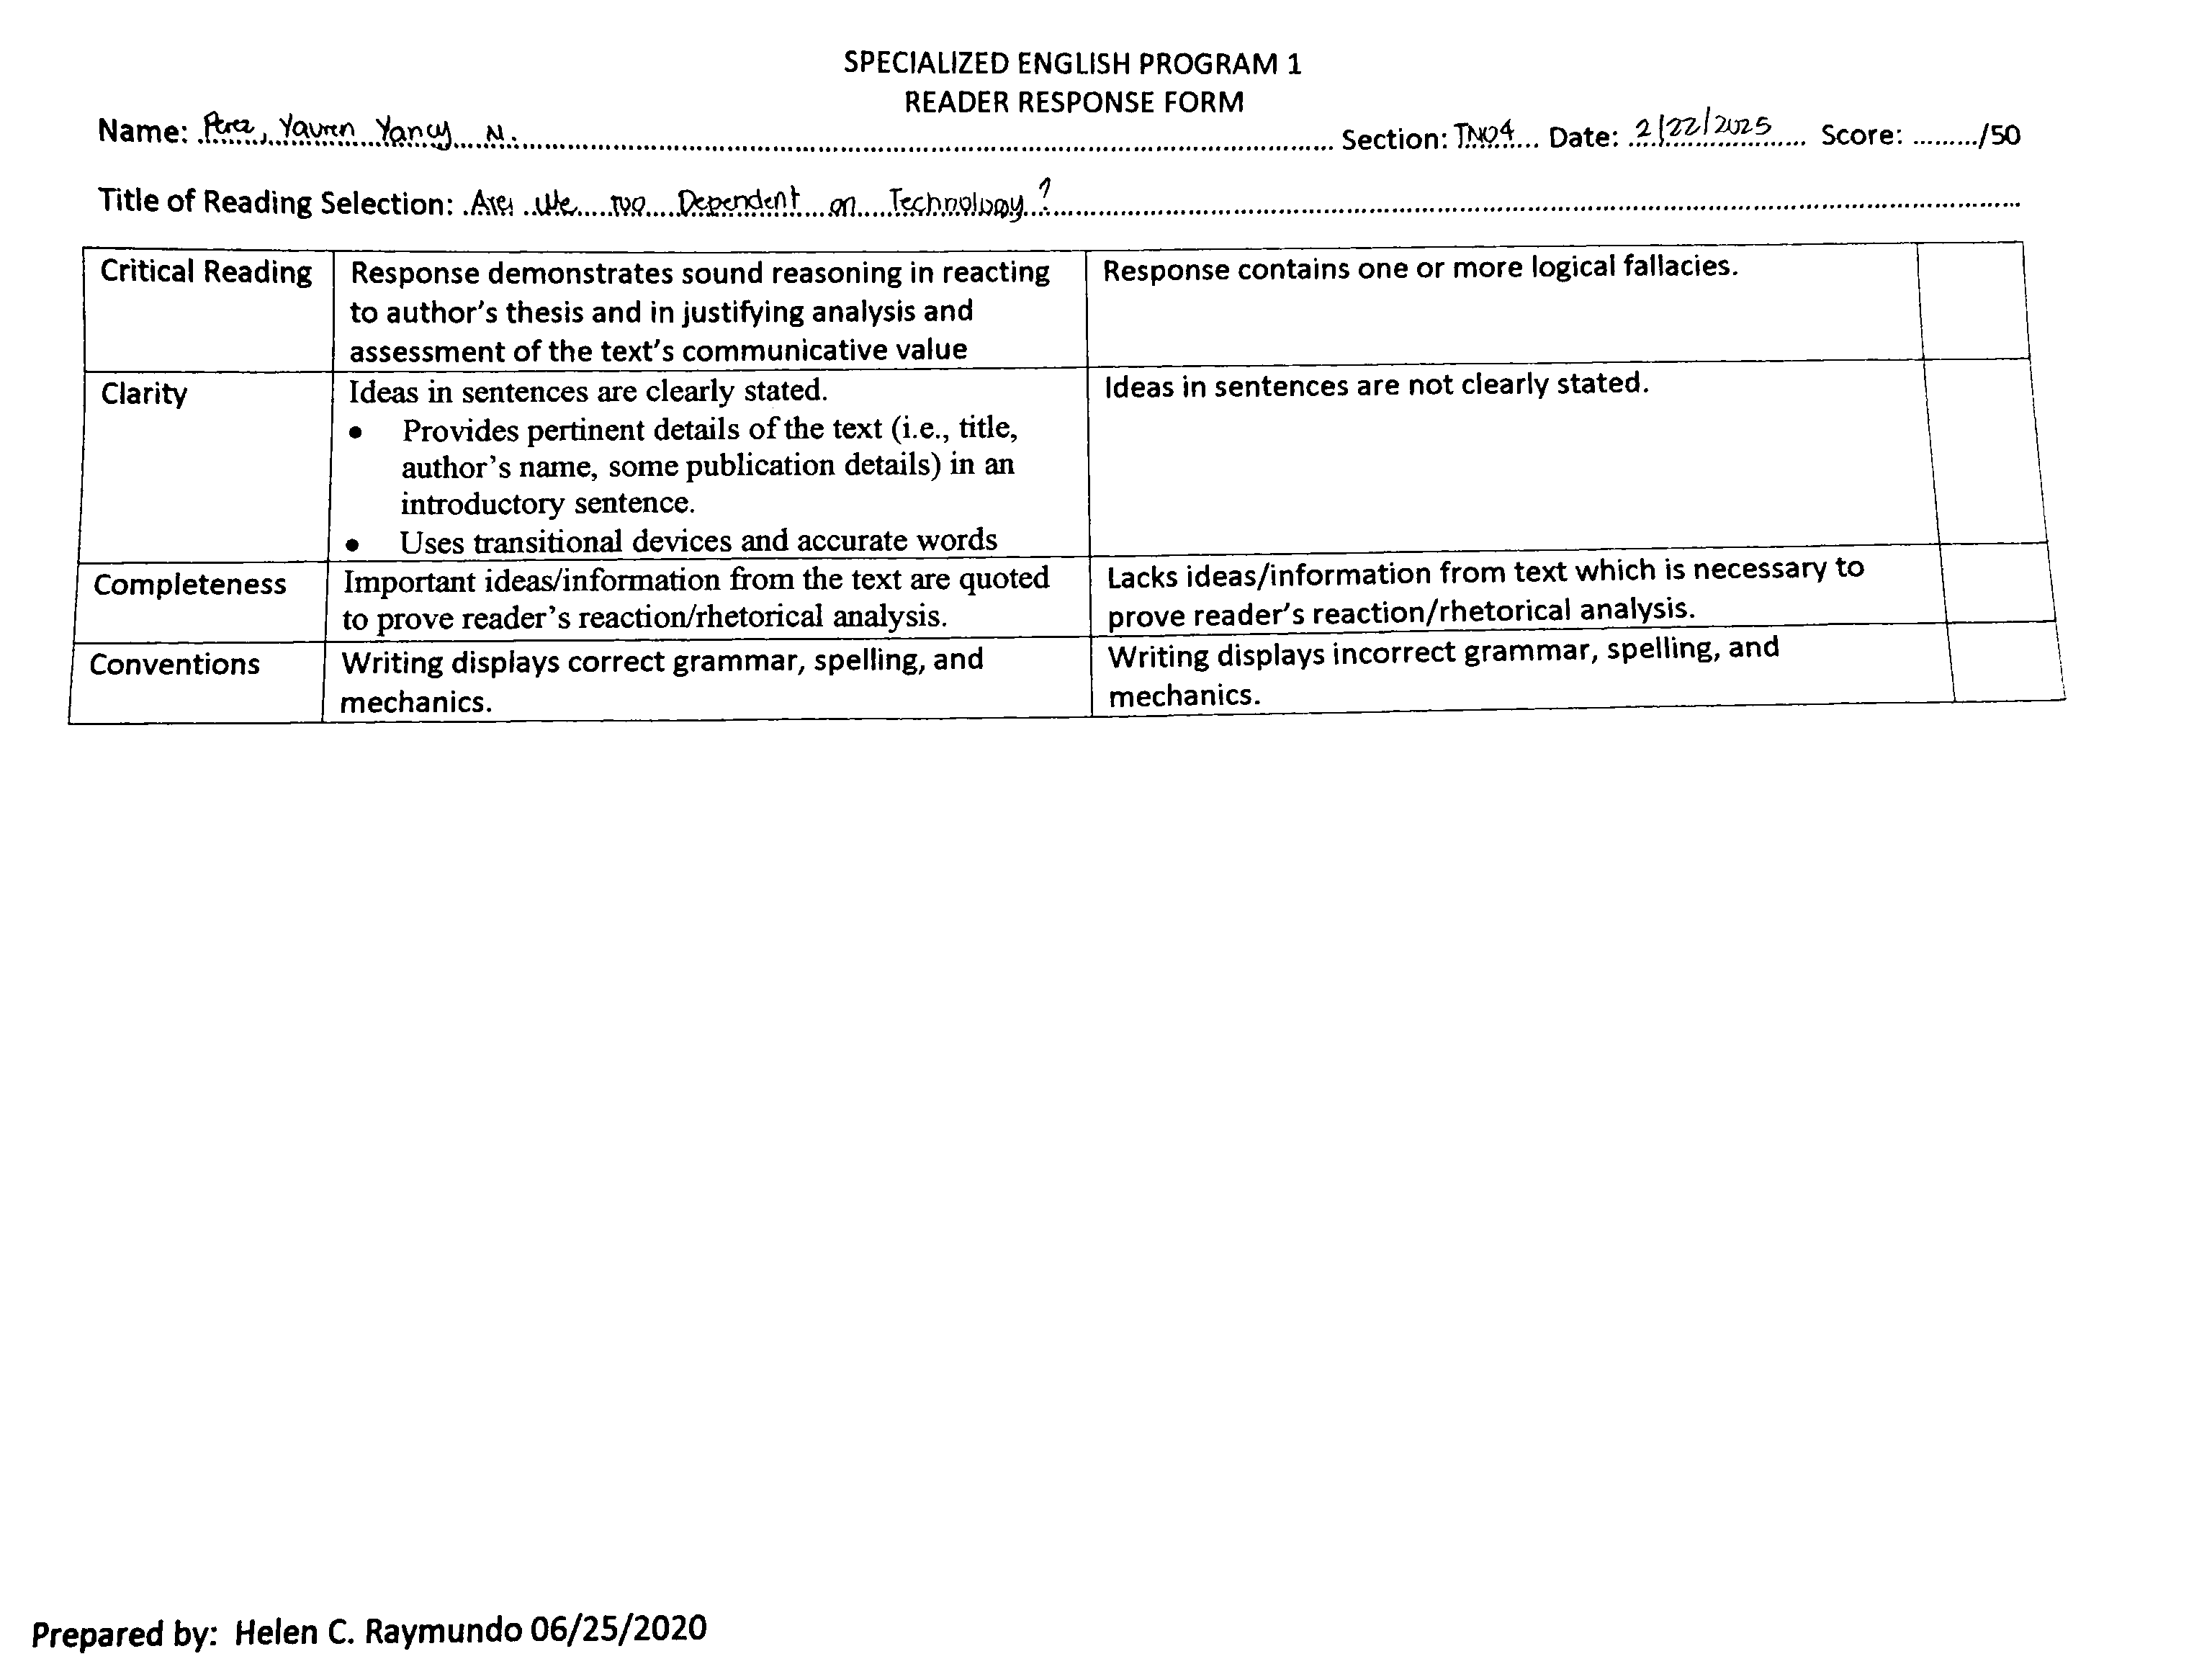 SPECIALIZED ENGLISH PROGRAM 1
READER RESPONSE FORM
Name: Perez, Yauren Yancy N. Section: TN04 Date: 2/22/2025 Score: ........./50
Title of Reading Selection: Are We too Dependent on Technology?
Critical Reading
Response demonstrates sound reasoning in reacting
to author's thesis and in justifying analysis and
assessment of the text's communicative value
Response contains one or more logical fallacies.
Clarity
Ideas in sentences are clearly stated.
• Provides pertinent details of the text (i.e., title,
author's name, some publication details) in an
introductory sentence.
• Uses transitional devices and accurate words
Ideas in sentences are not clearly stated.
Completeness
Important ideas/information from the text are quoted
to prove reader's reaction/rhetorical analysis.
Lacks ideas/information from text which is necessary to
prove reader's reaction/rhetorical analysis.
Conventions
Writing displays correct grammar, spelling, and
mechanics.
Writing displays incorrect grammar, spelling, and
mechanics.
Prepared by: Helen C. Raymundo 06/25/2020